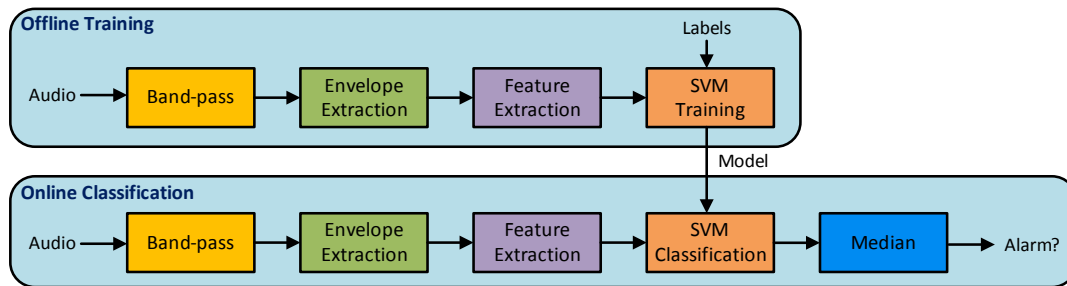 Offline Training
Labels
Audio
Band-pass
Envelope
Extraction
Feature
Extraction
SVM
Training
Model
Online Classification
Audio
Band-pass
Envelope
Extraction
Feature
Extraction
SVM
Classification
Median
Alarm?